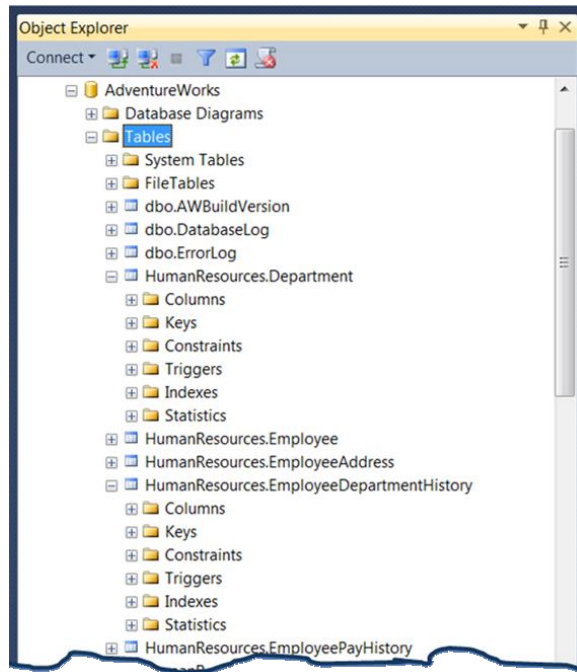 Object Explorer
Connect
AdventureWorks
Database Diagrams
Tables
System Tables
FileTables
dbo.AWBuildVersion
dbo.DatabaseLog
dbo.ErrorLog
HumanResources.Department
Columns
Keys
Constraints
Triggers
Indexes
Statistics
HumanResources.Employee
HumanResources.EmployeeAddress
HumanResources.EmployeeDepartmentHistory
Columns
Keys
Constraints
Triggers
Indexes
Statistics
HumanResources.EmployeePayHistory